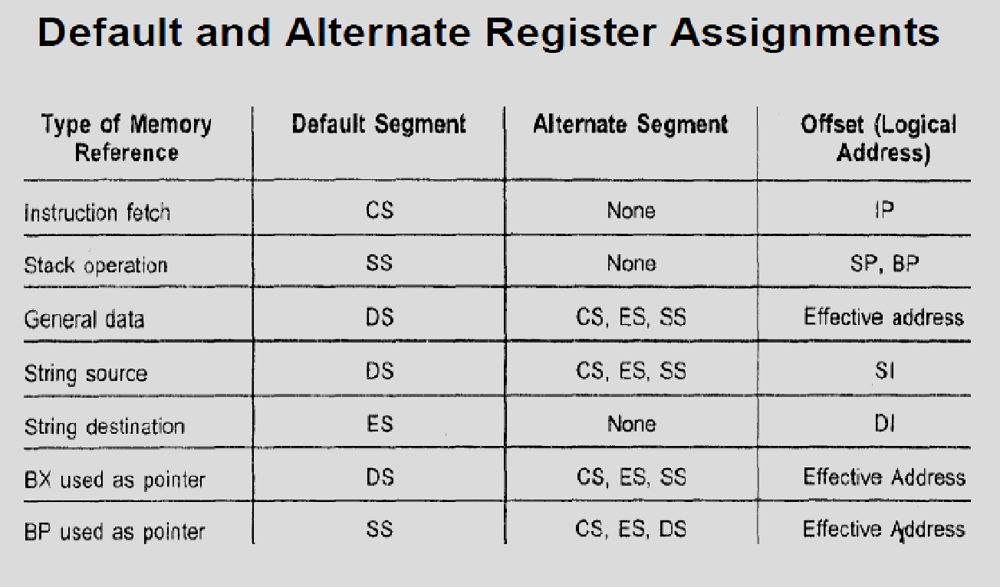 Default and Alternate Register Assignments
Type of Memory Reference | Default Segment | Alternate Segment | Offset (Logical Address)
Instruction fetch | CS | None | IP
Stack operation | SS | None | SP, BP
General data | DS | CS, ES, SS | Effective address
String source | DS | CS, ES, SS | SI
String destination | ES | None | DI
BX used as pointer | DS | CS, ES, SS | Effective Address
BP used as pointer | SS | CS, ES, DS | Effective Address